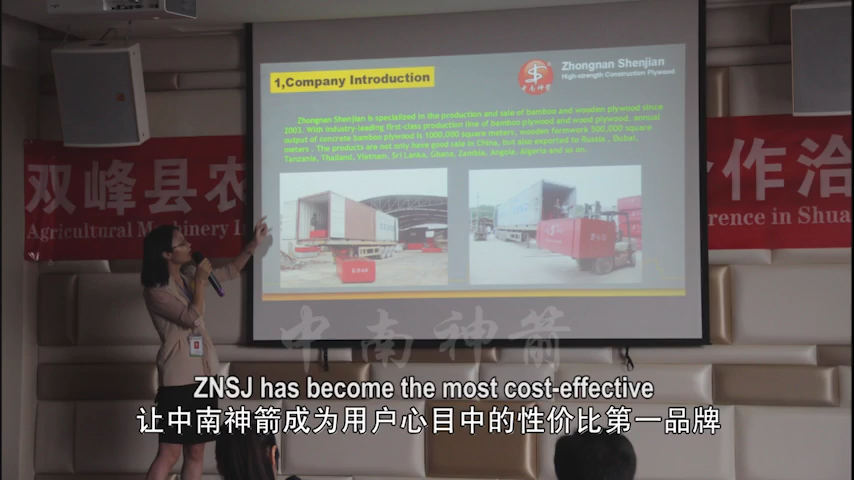 1,Company Introduction
Zhongnan Shenjian
High-strength Construction Plywood
中南神箭
Zhongnan Shenjian is specialized in the production and sale of bamboo and wooden plywood since
2003. With industry-leading first-class production line of bamboo plywood and wood plywood, annual
output of concrete bamboo plywood is 1000,000 square meters, wooden formwork 500,000 square
meters . The products are not only have good sale in China, but also exported to Russia , Dubai,
Tanzania, Thailand, Vietnam, Sri Lanka, Ghana, Zambia, Angole, Algeria and so on.
双峰县农
作洽
Agricultural Machinery I
rence in Shua
中南神箭
ZNSJ has become the most cost-effective
让中南神箭成为用户心目中的性价比第一品牌